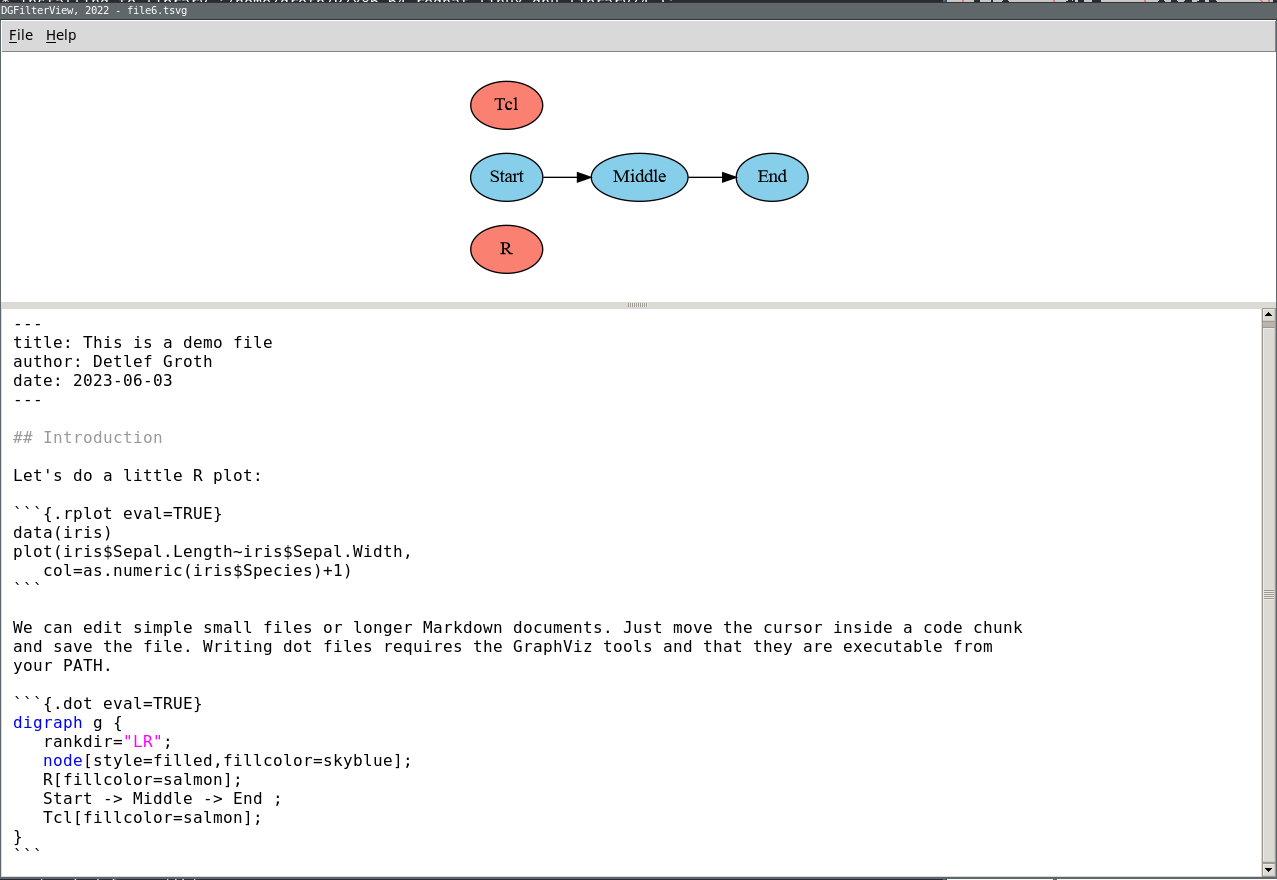 DGFilterView, 2022 - file6.tsvg
File Help
Tcl
Start Middle End
R
---
title: This is a demo file
author: Detlef Groth
date: 2023-06-03
---
## Introduction
Let's do a little R plot:
```{.rplot eval=TRUE}
data(iris)
plot(iris$Sepal.Length~iris$Sepal.Width,
   col=as.numeric(iris$Species)+1)
```
We can edit simple small files or longer Markdown documents. Just move the cursor inside a code chunk
and save the file. Writing dot files requires the GraphViz tools and that they are executable from
your PATH.
```{.dot eval=TRUE}
digraph g {
   rankdir="LR";
   node[style=filled,fillcolor=skyblue];
   R[fillcolor=salmon];
   Start -> Middle -> End ;
   Tcl[fillcolor=salmon];
}
```